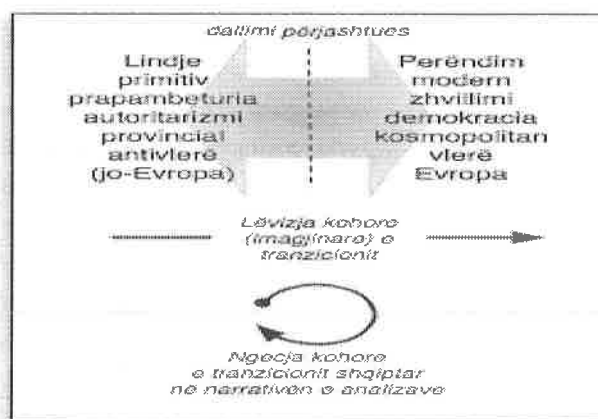 dallimi përjashtues
Lindje
primitiv
prapambeturia
autoritarizmi
provincial
antivlerë
(jo-Evropa)
Perëndim
modern
zhvillimi
demokracia
kosmopolitan
vlerë
Evropa
Lëvizja kohore
(imagjinare) e
tranzicionit
Ngecja kohore
e tranzicionit shqiptar
në narrativën e analizave